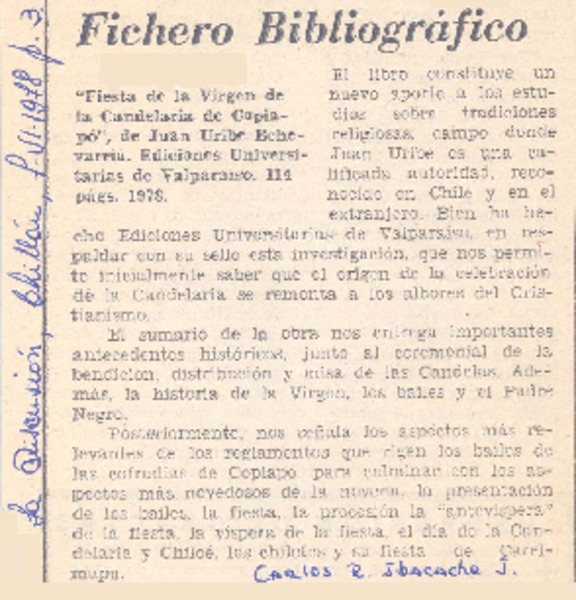 Fichero Bibliográfico
"Fiesta de la Virgen de
la Candelaria de Copia-
pó", de Juan Uribe Eche-
varría. Ediciones Universi-
tarias de Valparaíso. 114
págs. 1978.
El libro constituye un
nuevo aporte a los estu-
dios sobre tradiciones
religiosas, campo donde
Juan Uribe es una ca-
lificada autoridad, reco-
nocido en Chile y en el
extranjero. Bien ha he-
cho Ediciones Universitarias de Valparaíso, en res-
paldar con su sello esta investigación, que nos permi-
te inicialmente saber que el origen de la celebración
de la Candelaria se remonta a los albores del Cris-
tianismo.
El sumario de la obra nos entrega importantes
antecedentes históricos, junto al ceremonial de la
bendición, distribución y misa de las Candelas. Ade-
más, la historia de la Virgen, los bailes y el Padre
Negro.
Posteriormente, nos señala los aspectos más re-
levantes de los reglamentos que rigen los bailes de
las cofradías de Copiapó para culminar con los as-
pectos más novedosos de la novena, la presentación
de los bailes, la fiesta, la procesión la "antevíspera"
de la fiesta, la víspera de la fiesta, el día de la Can-
delaria y Chiloé, los chilotes y su fiesta de Carel-
mapu.
Carlos R. Ibacache I.
La Discusión, Chillán, 1-VI-1978 p. 3